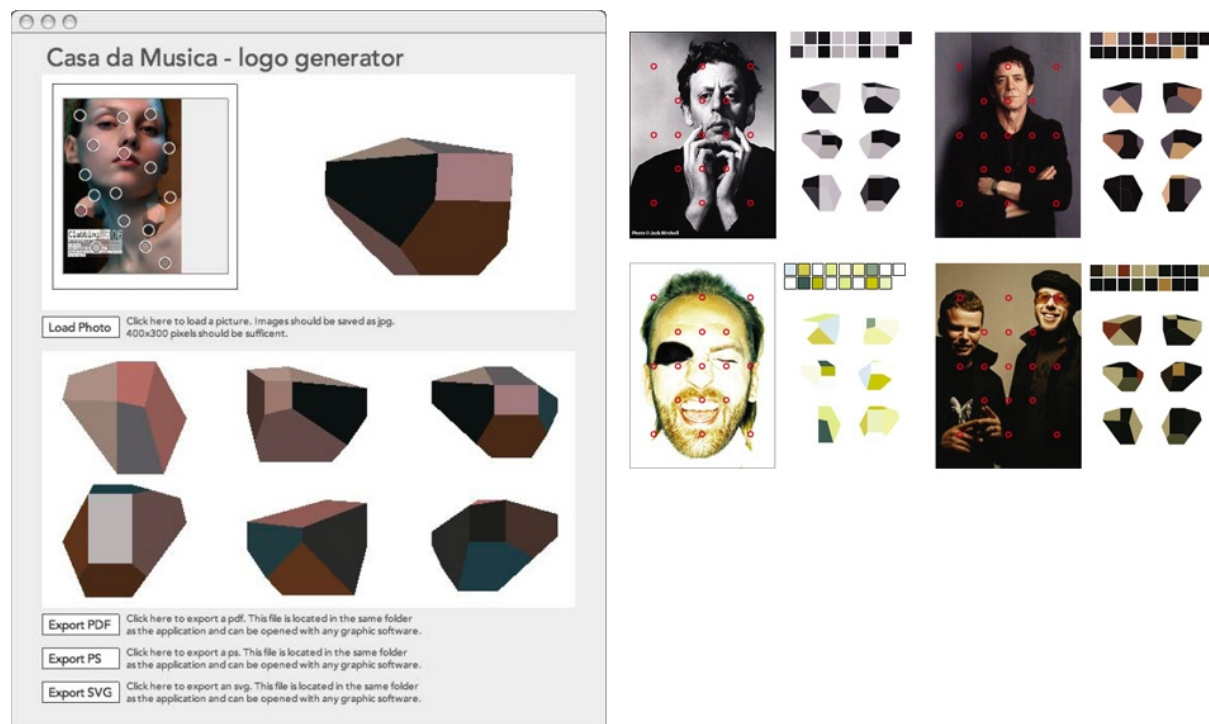 Casa da Musica - logo generator
Clubbing
06
Load Photo
Click here to load a picture. Images should be saved as jpg.
400x300 pixels should be sufficent.
Export PDF
Click here to export a pdf. This file is located in the same folder
as the application and can be opened with any graphic software.
Export PS
Click here to export a ps. This file is located in the same folder
as the application and can be opened with any graphic software.
Export SVG
Click here to export an svg. This file is located in the same folder
as the application and can be opened with any graphic software.
Photo © Jack Mitchell